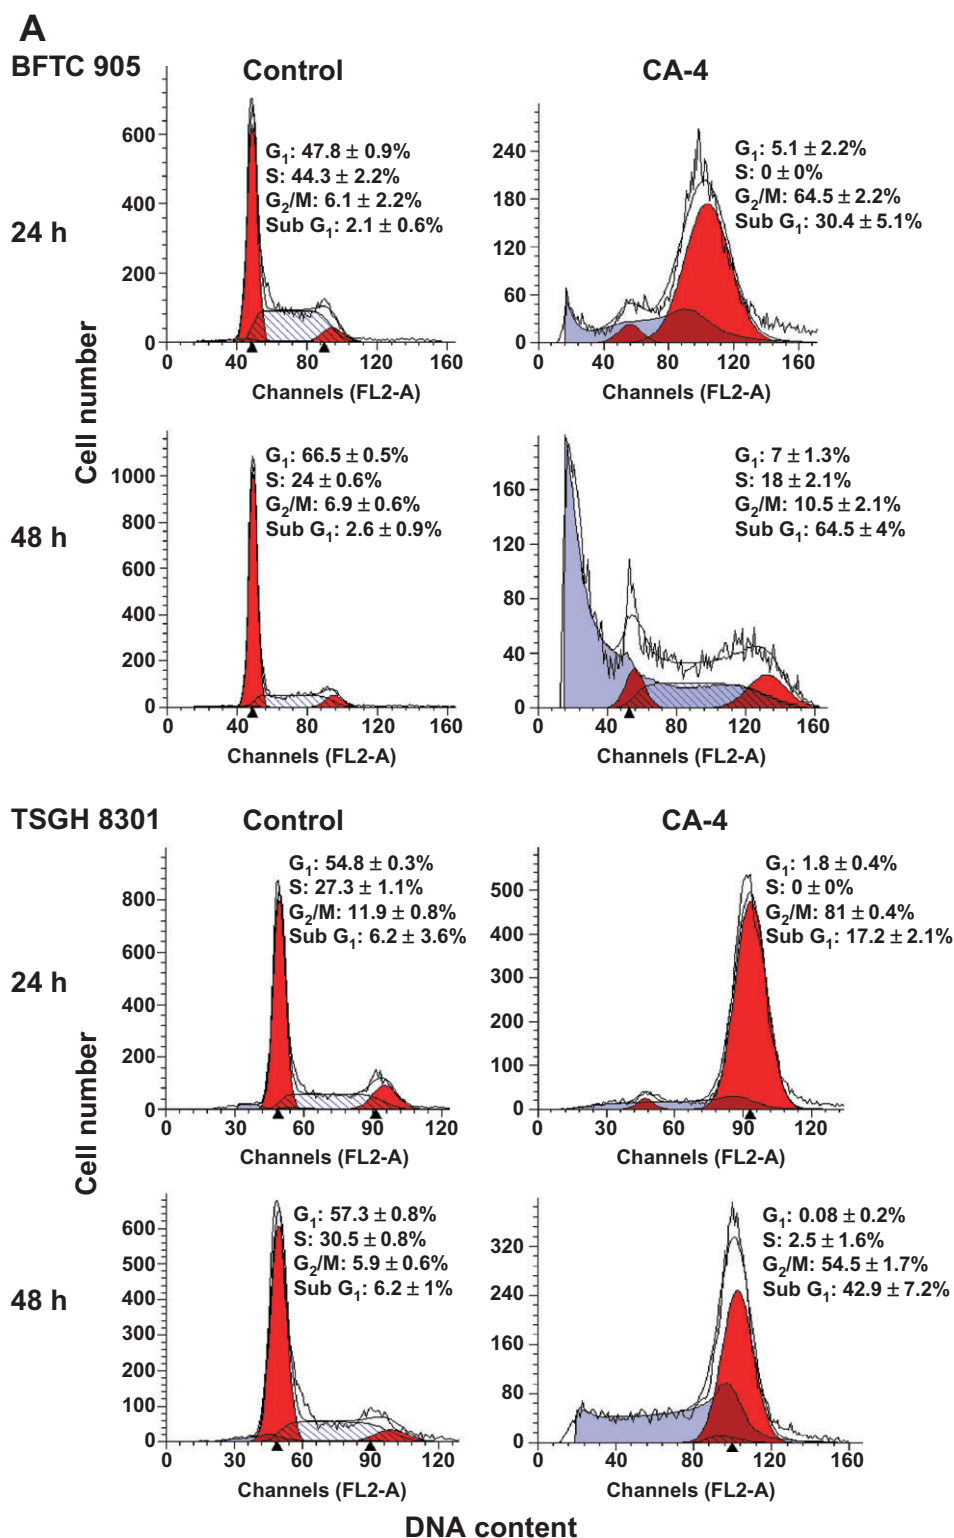 A
BFTC 905
Control
CA-4
24 h
Cell number
600
400
200
0
0 40 80 120 160
Channels (FL2-A)
G1: 47.8 ± 0.9%
S: 44.3 ± 2.2%
G2/M: 6.1 ± 2.2%
Sub G1: 2.1 ± 0.6%
240
180
120
60
0
0 40 80 120 160
Channels (FL2-A)
G1: 5.1 ± 2.2%
S: 0 ± 0%
G2/M: 64.5 ± 2.2%
Sub G1: 30.4 ± 5.1%
48 h
1000
800
600
400
200
0
0 40 80 120 160
Channels (FL2-A)
G1: 66.5 ± 0.5%
S: 24 ± 0.6%
G2/M: 6.9 ± 0.6%
Sub G1: 2.6 ± 0.9%
160
120
80
40
0
0 40 80 120 160
Channels (FL2-A)
G1: 7 ± 1.3%
S: 18 ± 2.1%
G2/M: 10.5 ± 2.1%
Sub G1: 64.5 ± 4%
TSGH 8301
Control
CA-4
24 h
Cell number
800
600
400
200
0
0 30 60 90 120
Channels (FL2-A)
G1: 54.8 ± 0.3%
S: 27.3 ± 1.1%
G2/M: 11.9 ± 0.8%
Sub G1: 6.2 ± 3.6%
500
400
300
200
100
0
0 30 60 90 120
Channels (FL2-A)
G1: 1.8 ± 0.4%
S: 0 ± 0%
G2/M: 81 ± 0.4%
Sub G1: 17.2 ± 2.1%
48 h
600
500
400
300
200
100
0
0 30 60 90 120
Channels (FL2-A)
G1: 57.3 ± 0.8%
S: 30.5 ± 0.8%
G2/M: 5.9 ± 0.6%
Sub G1: 6.2 ± 1%
320
240
160
80
0
0 40 80 120 160
Channels (FL2-A)
G1: 0.08 ± 0.2%
S: 2.5 ± 1.6%
G2/M: 54.5 ± 1.7%
Sub G1: 42.9 ± 7.2%
DNA content